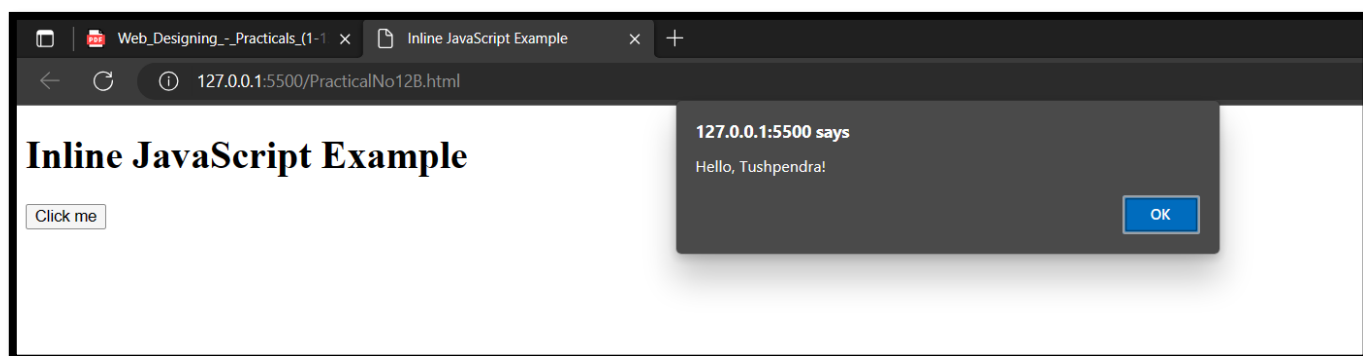 Web_Designing_-_Practicals_(1-1
Inline JavaScript Example
127.0.0.1:5500/PracticalNo12B.html
127.0.0.1:5500 says
Hello, Tushpendra!
OK
Inline JavaScript Example
Click me